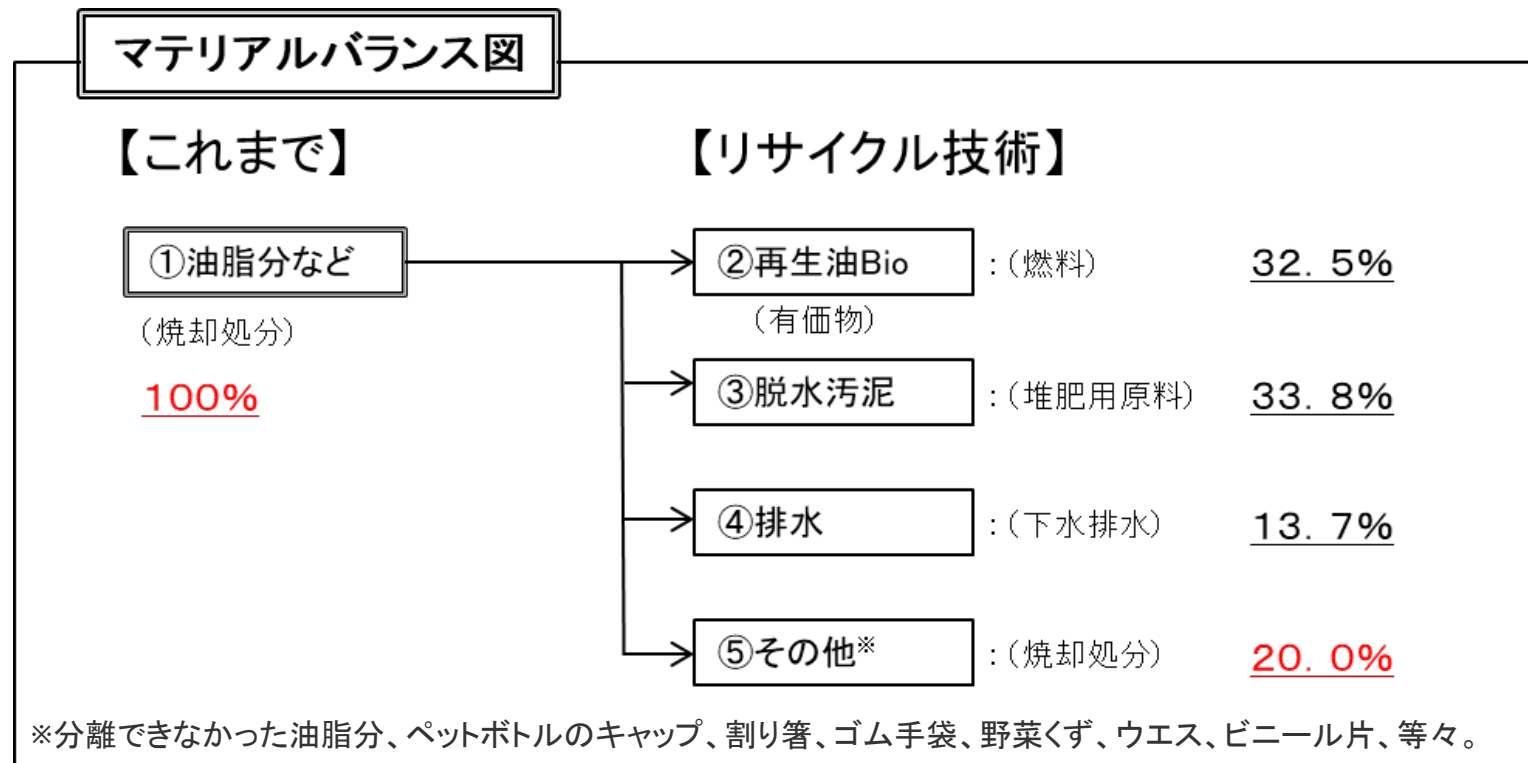 マテリアルバランス図
【これまで】
【リサイクル技術】
①油脂分など
②再生油Bio
：（燃料）
３２．５％
（焼却処分）
（有価物）
１００％
③脱水汚泥
：（堆肥用原料）
３３．８％
④排水
：（下水排水）
１３．７％
⑤その他※
：（焼却処分）
２０．０％
※分離できなかった油脂分、ペットボトルのキャップ、割り箸、ゴム手袋、野菜くず、ウエス、ビニール片、等々。